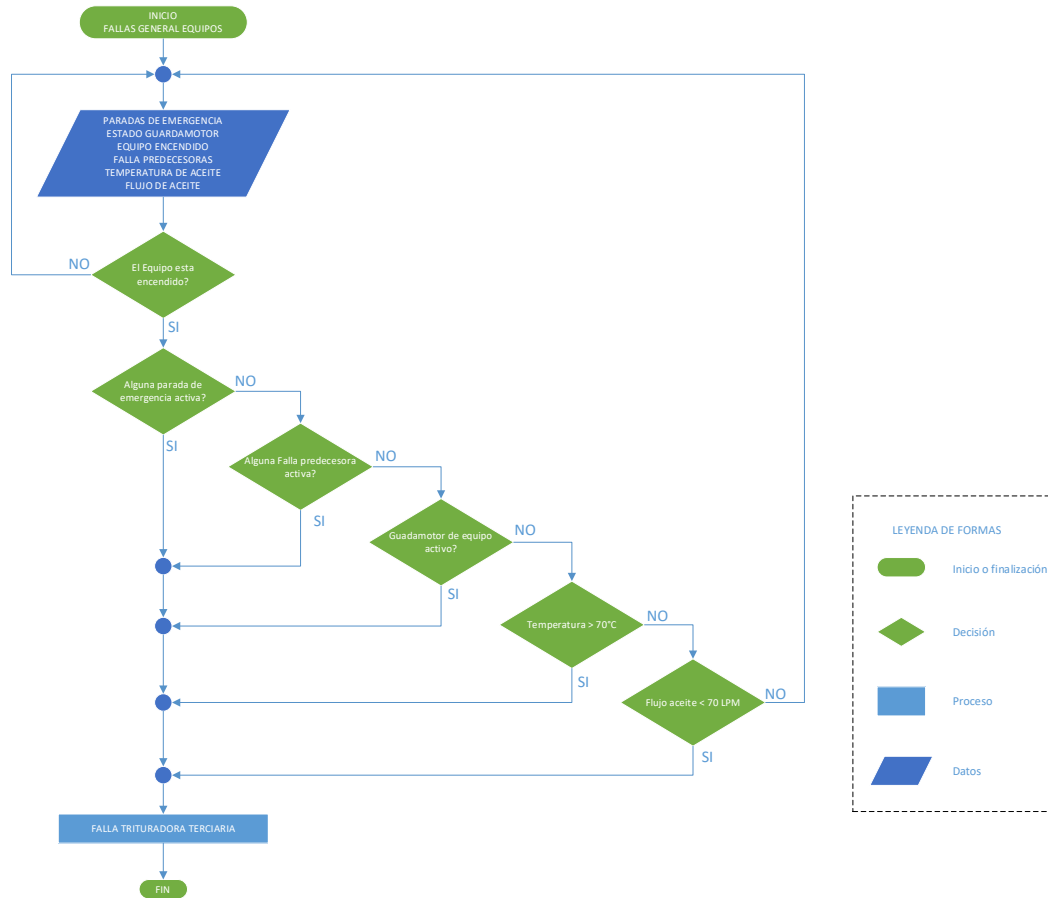 INICIO
FALLAS GENERAL EQUIPOS
PARADAS DE EMERGENCIA
ESTADO GUARDAMOTOR
EQUIPO ENCENDIDO
FALLA PREDECESORAS
TEMPERATURA DE ACEITE
FLUJO DE ACEITE
NO
El Equipo esta
encendido?
SI
Alguna parada de
emergencia activa?
NO
SI
Alguna Falla predecesora
activa?
NO
SI
Guadamotor de equipo
activo?
NO
SI
Temperatura > 70°C
NO
SI
Flujo aceite < 70 LPM
NO
SI
FALLA TRITURADORA TERCIARIA
FIN
LEYENDA DE FORMAS
Inicio o finalización
Decisión
Proceso
Datos